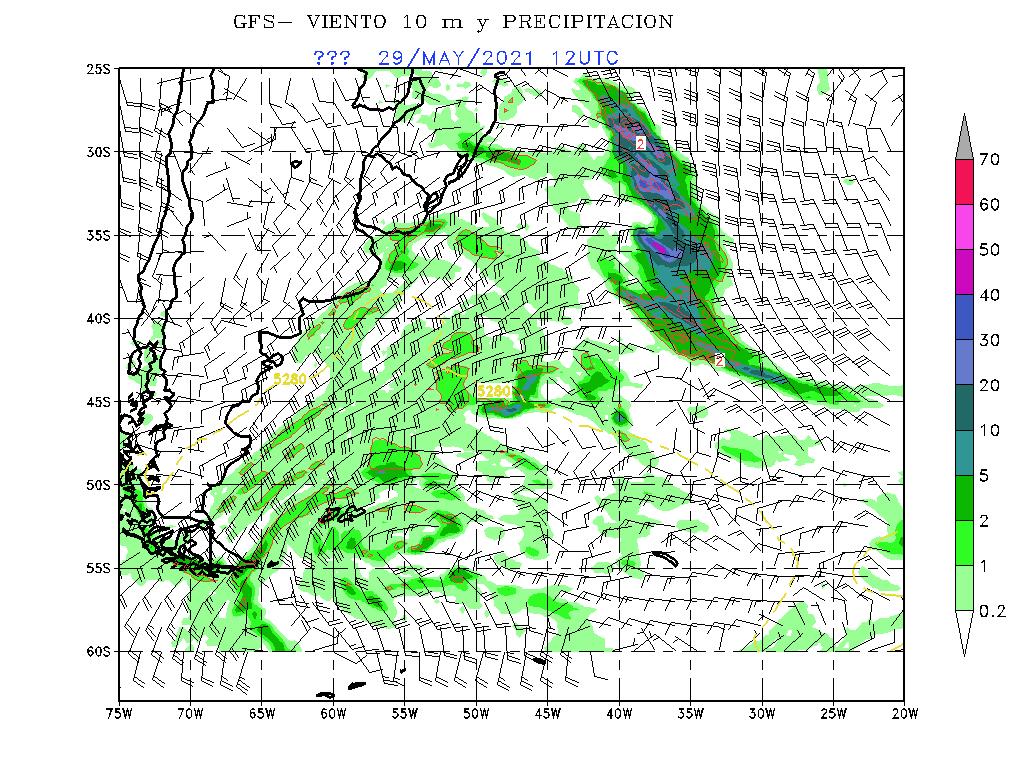 GFS— VIENTO 10 m y PRECIPITACION
??? 29/MAY/2021 12UTC
25S
30S
35S
40S
45S
50S
55S
60S
75W 70W 65W 60W 55W 50W 45W 40W 35W 30W 25W 20W
2
2
5280
5280
70
60
50
40
30
20
10
5
2
1
0.2